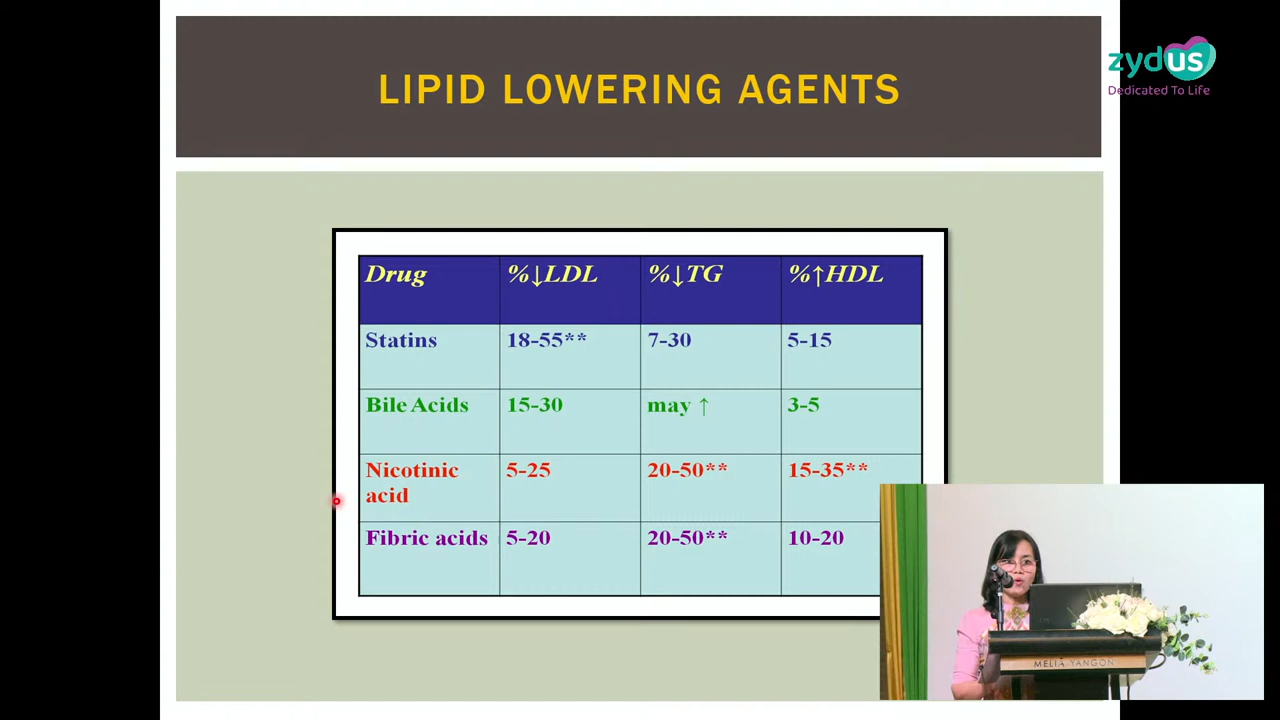 LIPID LOWERING AGENTS
zydus
Dedicated To Life
Drug %↓LDL %↓TG %↑HDL
Statins 18-55** 7-30 5-15
Bile Acids 15-30 may ↑ 3-5
Nicotinic acid 5-25 20-50** 15-35**
Fibric acids 5-20 20-50** 10-20
MELIÃ YANGON